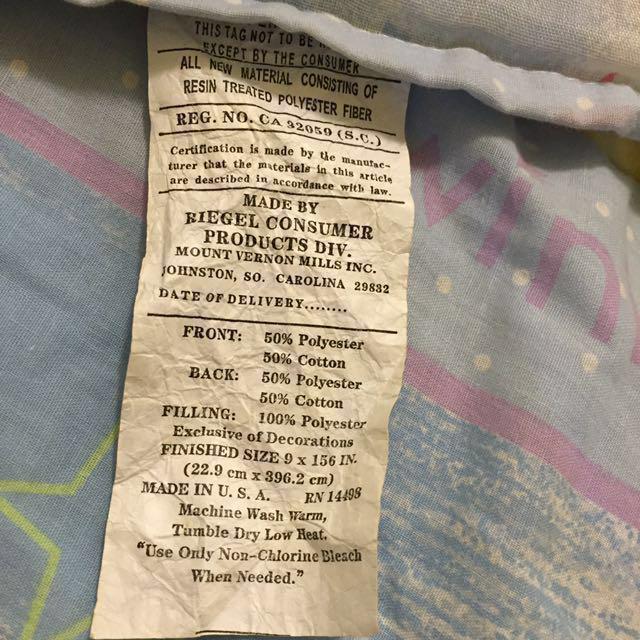 THIS TAG NOT TO BE
EXCEPT BY THE CONSUMER
ALL NEW MATERIAL CONSISTING OF
RESIN TREATED POLYESTER FIBER
REG. NO. CA 32059 (S.C.)
Certification is made by the manufac-
turer that the materials in this article
are described in accordance with law.
MADE BY
RIEGEL CONSUMER
PRODUCTS DIV.
MOUNT VERNON MILLS INC.
JOHNSTON, SO. CAROLINA 29832
DATE OF DELIVERY........
FRONT: 50% Polyester
50% Cotton
BACK: 50% Polyester
50% Cotton
FILLING: 100% Polyester
Exclusive of Decorations
FINISHED SIZE 9 x 156 IN.
(22.9 cm x 396.2 cm)
MADE IN U. S. A. RN 14498
Machine Wash Warm,
Tumble Dry Low Heat.
"Use Only Non-Chlorine Bleach
When Needed."